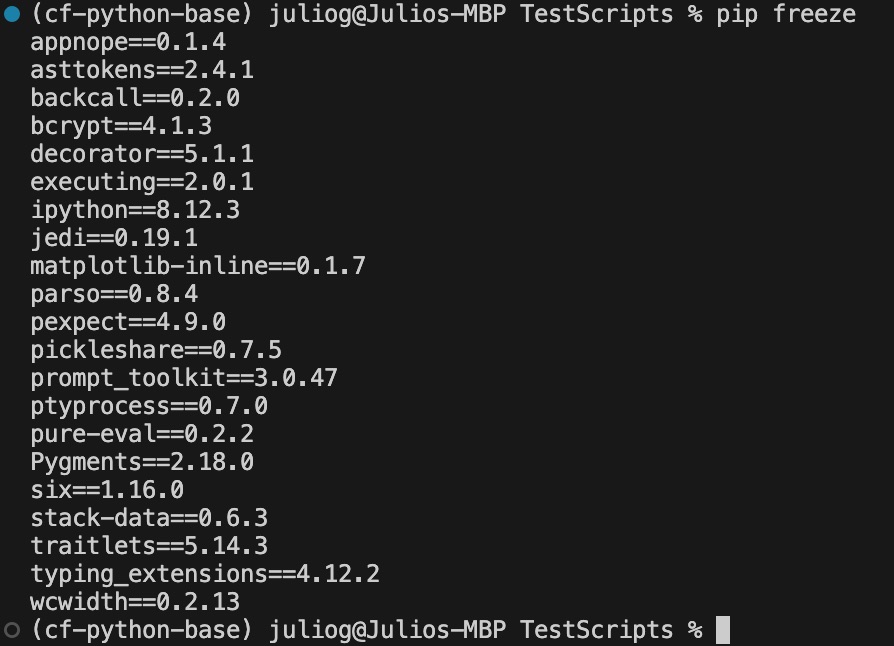 (cf-python-base) juliog@Julios-MBP TestScripts % pip freeze
appnope==0.1.4
asttokens==2.4.1
backcall==0.2.0
bcrypt==4.1.3
decorator==5.1.1
executing==2.0.1
ipython==8.12.3
jedi==0.19.1
matplotlib-inline==0.1.7
parso==0.8.4
pexpect==4.9.0
pickleshare==0.7.5
prompt_toolkit==3.0.47
ptyprocess==0.7.0
pure-eval==0.2.2
Pygments==2.18.0
six==1.16.0
stack-data==0.6.3
traitlets==5.14.3
typing_extensions==4.12.2
wcwidth==0.2.13
(cf-python-base) juliog@Julios-MBP TestScripts %